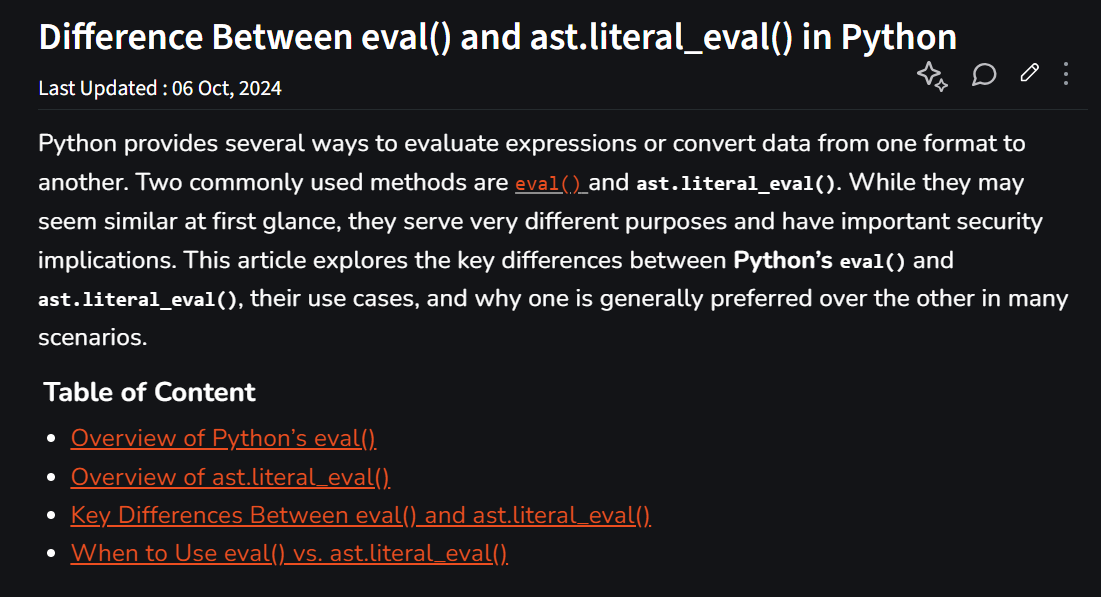 Difference Between eval() and ast.literal_eval() in Python
Last Updated : 06 Oct, 2024
Python provides several ways to evaluate expressions or convert data from one format to
another. Two commonly used methods are eval() and ast.literal_eval(). While they may
seem similar at first glance, they serve very different purposes and have important security
implications. This article explores the key differences between Python’s eval() and
ast.literal_eval(), their use cases, and why one is generally preferred over the other in many
scenarios.
Table of Content
Overview of Python’s eval()
Overview of ast.literal_eval()
Key Differences Between eval() and ast.literal_eval()
When to Use eval() vs. ast.literal_eval()